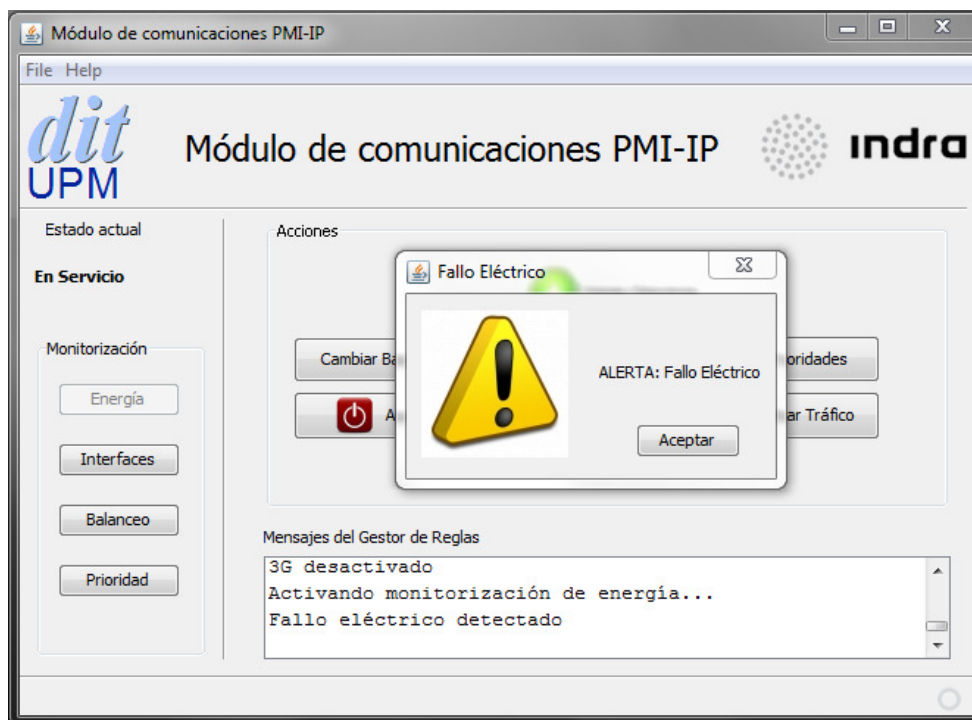 Módulo de comunicaciones PMI-IP
File Help
dit
UPM
Módulo de comunicaciones PMI-IP
indra
Estado actual
En Servicio
Acciones
Fallo Eléctrico
ALERTA: Fallo Eléctrico
Aceptar
Cambiar
Tráfico
Monitorización
Energía
Interfaces
Balanceo
Prioridad
Mensajes del Gestor de Reglas
3G desactivado
Activando monitorización de energía...
Fallo eléctrico detectado